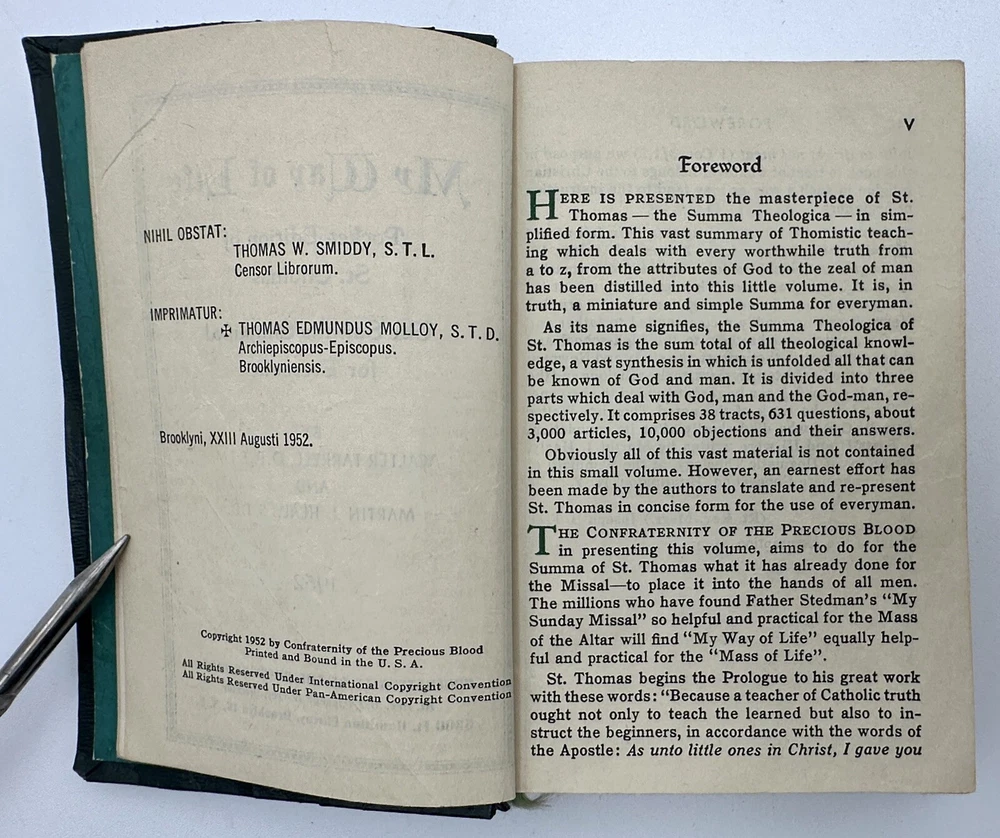 NIHIL OBSTAT:
THOMAS W. SMIDDY, S. T. L.
Censor Librorum.
IMPRIMATUR:
✠ THOMAS EDMUNDUS MOLLOY, S. T. D.
Archiepiscopus-Episcopus.
Brooklyniensis.
Brooklyni, XXIII Augusti 1952.
Copyright 1952 by Confraternity of the Precious Blood
Printed and Bound in the U. S. A.
All Rights Reserved Under International Copyright Convention
All Rights Reserved Under Pan-American Copyright Convention
V
Foreword
HERE IS PRESENTED the masterpiece of St.
Thomas — the Summa Theologica — in sim-
plified form. This vast summary of Thomistic teach-
ing which deals with every worthwhile truth from
a to z, from the attributes of God to the zeal of man
has been distilled into this little volume. It is, in
truth, a miniature and simple Summa for everyman.
As its name signifies, the Summa Theologica of
St. Thomas is the sum total of all theological knowl-
edge, a vast synthesis in which is unfolded all that can
be known of God and man. It is divided into three
parts which deal with God, man and the God-man, re-
spectively. It comprises 38 tracts, 631 questions, about
3,000 articles, 10,000 objections and their answers.
Obviously all of this vast material is not contained
in this small volume. However, an earnest effort has
been made by the authors to translate and re-present
St. Thomas in concise form for the use of everyman.
THE CONFRATERNITY OF THE PRECIOUS BLOOD
in presenting this volume, aims to do for the
Summa of St. Thomas what it has already done for
the Missal—to place it into the hands of all men.
The millions who have found Father Stedman's "My
Sunday Missal" so helpful and practical for the Mass
of the Altar will find "My Way of Life" equally help-
ful and practical for the "Mass of Life".
St. Thomas begins the Prologue to his great work
with these words: "Because a teacher of Catholic truth
ought not only to teach the learned but also to in-
struct the beginners, in accordance with the words of
the Apostle: As unto little ones in Christ, I gave you